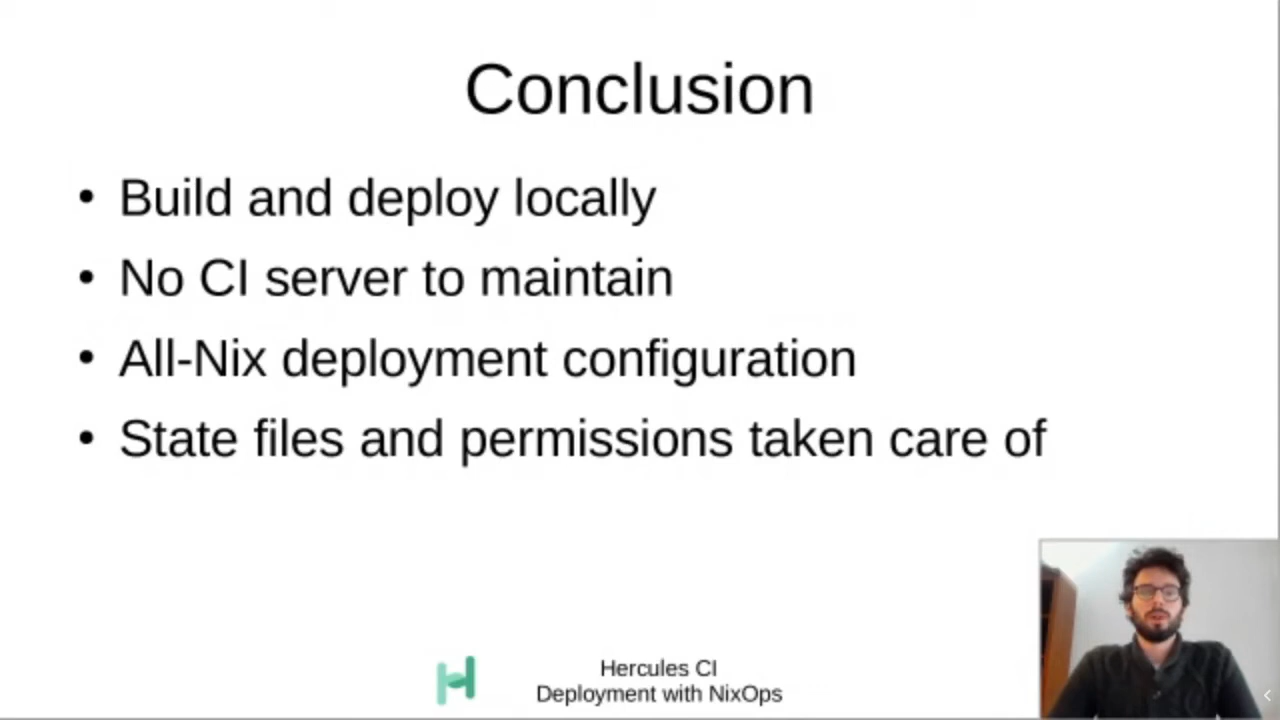 Conclusion
• Build and deploy locally
• No CI server to maintain
• All-Nix deployment configuration
• State files and permissions taken care of
Hercules CI
Deployment with NixOps